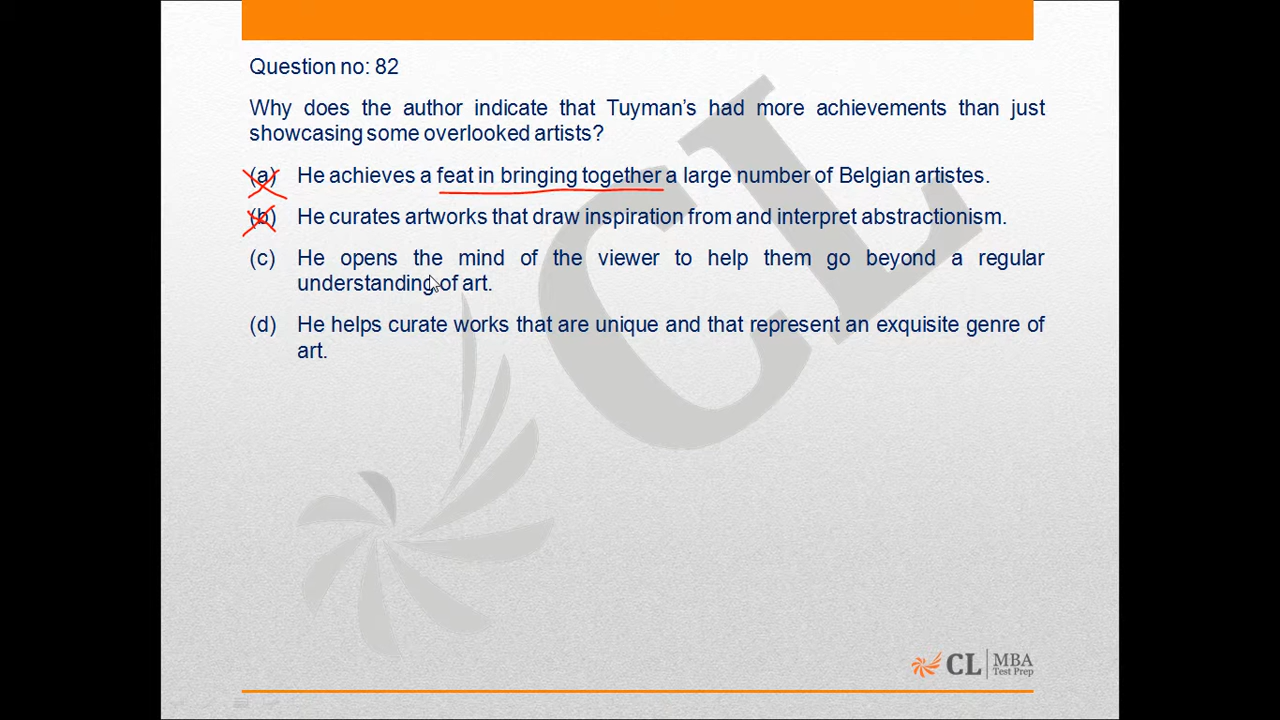 Question no: 82
Why does the author indicate that Tuyman's had more achievements than just
showcasing some overlooked artists?
(a) He achieves a feat in bringing together a large number of Belgian artistes.
(b) He curates artworks that draw inspiration from and interpret abstractionism.
(c) He opens the mind of the viewer to help them go beyond a regular
understanding of art.
(d) He helps curate works that are unique and that represent an exquisite genre of
art.
CL
CL MBA
Test Prep